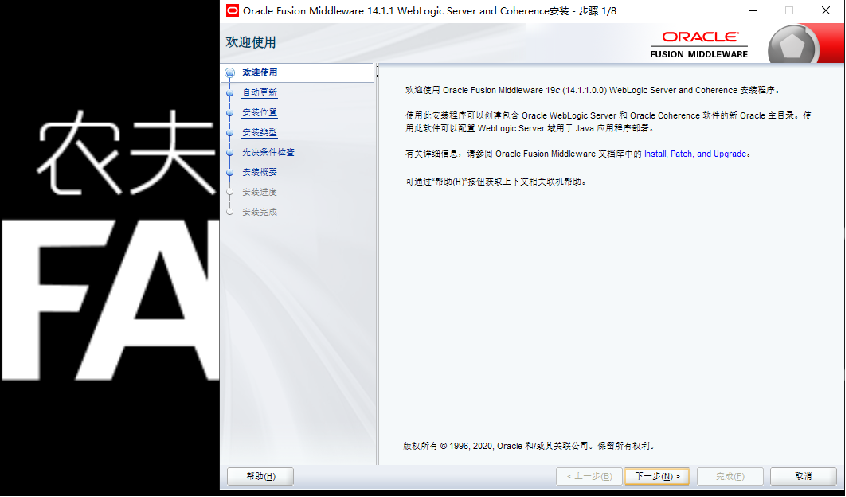 Oracle Fusion Middleware 14.1.1 WebLogic Server and Coherence安装 - 步骤 1/8
欢迎使用
ORACLE
FUSION MIDDLEWARE
农夫
FA
欢迎使用
自动更新
安装位置
安装类型
先决条件检查
安装概要
安装进度
安装完成
欢迎使用 Oracle Fusion Middleware 19c (14.1.1.0.0) WebLogic Server and Coherence 安装程序。
使用此安装程序可以创建包含 Oracle WebLogic Server 和 Oracle Coherence 软件的新 Oracle 主目录。使
用此软件可以配置 WebLogic Server 域用于 Java 应用程序部署。
有关详细信息，请参阅 Oracle Fusion Middleware 文档库中的 Install, Patch, and Upgrade。
可通过"帮助(H)"按钮获取上下文相关联机帮助。
版权所有 © 1996, 2020, Oracle 和/或其关联公司。保留所有权利。
帮助(H)
< 上一步(B)
下一步(N) >
完成(F)
取消